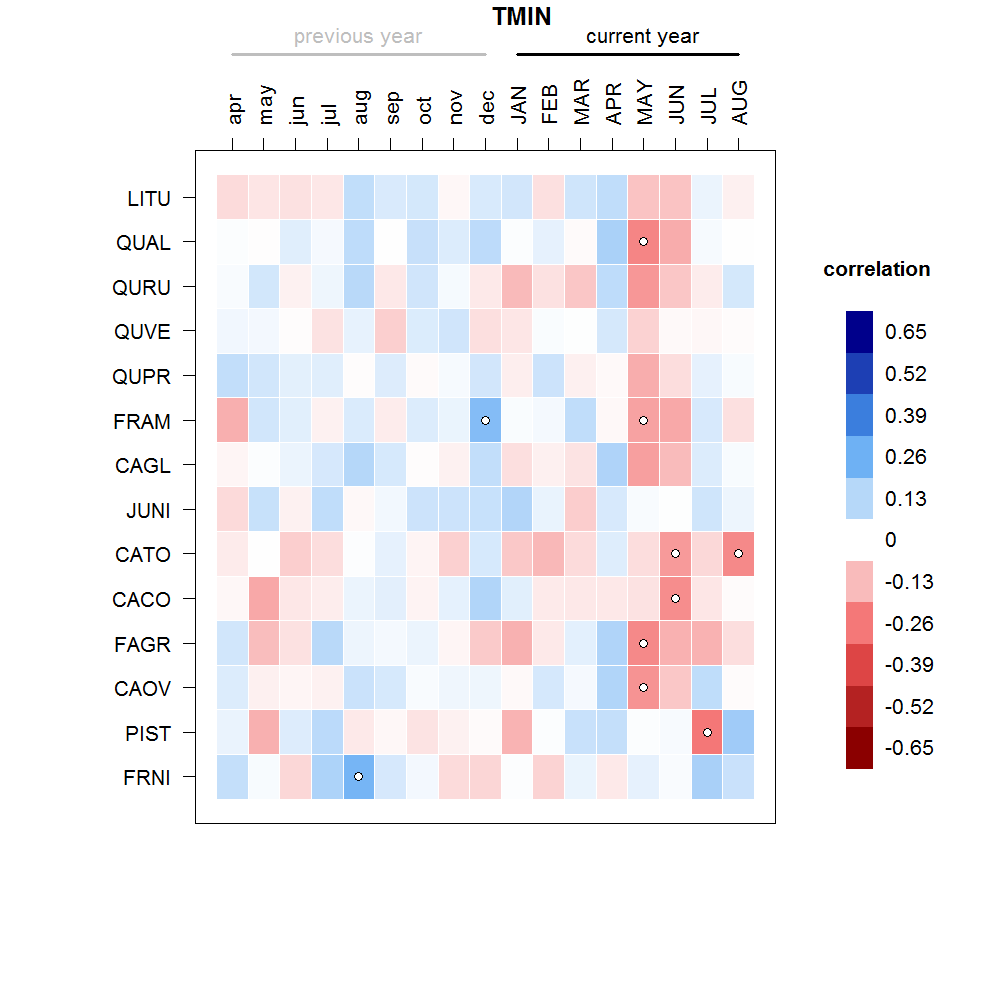 TMIN
previous year current year
apr may jun jul aug sep oct nov dec JAN FEB MAR APR MAY JUN JUL AUG
LITU
QUAL
QURU
QUVE
QUPR
FRAM
CAGL
JUNI
CATO
CACO
FAGR
CAOV
PIST
FRNI
correlation
0.65
0.52
0.39
0.26
0.13
0
-0.13
-0.26
-0.39
-0.52
-0.65